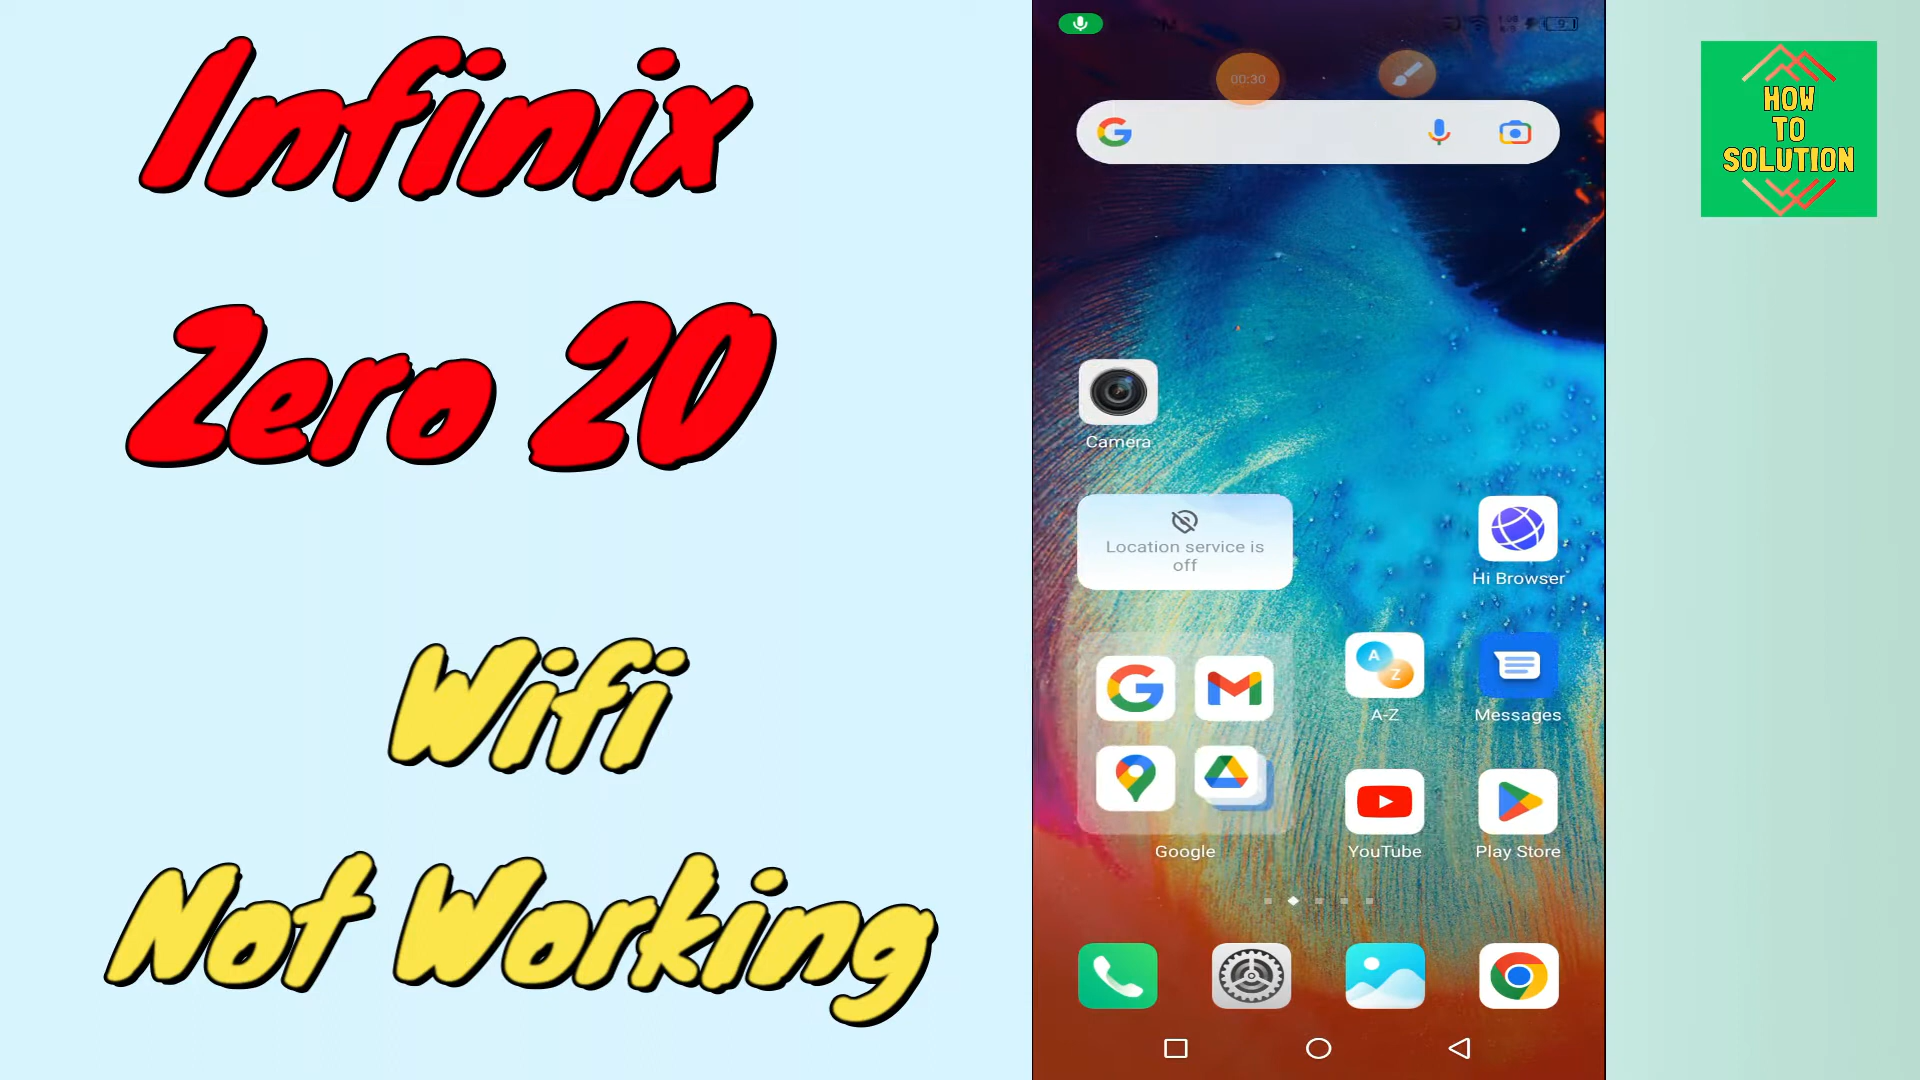 Infinix
Zero 20
Wifi
Not Working
00:30
Camera
Location service is
off
Hi Browser
A
Z
A-Z
Messages
Google
YouTube
Play Store
HOW
TO
SOLUTION